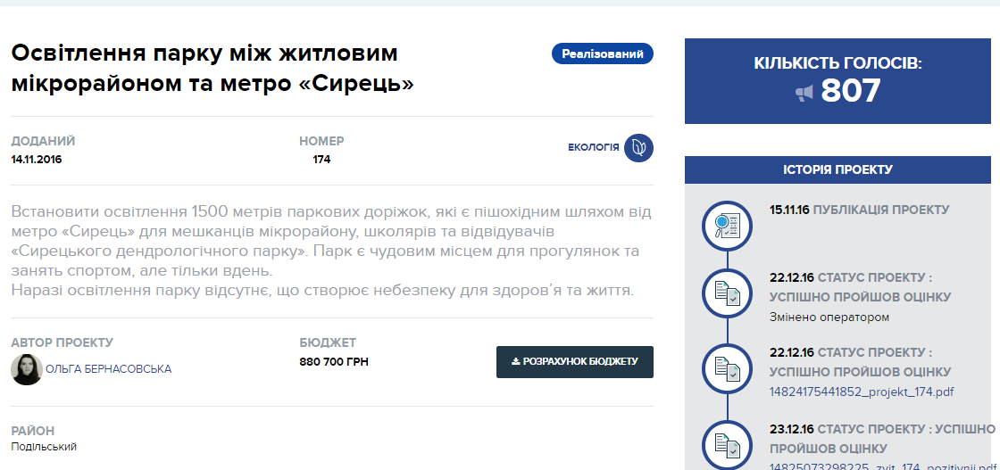 Освітлення парку між житловим
мікрорайоном та метро «Сирець»
Реалізований
ДОДАНИЙ
14.11.2016
НОМЕР
174
ЕКОЛОГІЯ
Встановити освітлення 1500 метрів паркових доріжок, які є пішохідним шляхом від
метро «Сирець» для мешканців мікрорайону, школярів та відвідувачів
«Сирецького дендрологічного парку». Парк є чудовим місцем для прогулянок та
занять спортом, але тільки вдень.
Наразі освітлення парку відсутнє, що створює небезпеку для здоров'я та життя.
АВТОР ПРОЕКТУ
ОЛЬГА БЕРНАСОВСЬКА
БЮДЖЕТ
880 700 ГРН
РОЗРАХУНОК БЮДЖЕТУ
РАЙОН
Подільський
КІЛЬКІСТЬ ГОЛОСІВ:
807
ІСТОРІЯ ПРОЕКТУ
15.11.16 ПУБЛІКАЦІЯ ПРОЕКТУ
22.12.16 СТАТУС ПРОЕКТУ :
УСПІШНО ПРОЙШОВ ОЦІНКУ
Змінено оператором
22.12.16 СТАТУС ПРОЕКТУ :
УСПІШНО ПРОЙШОВ ОЦІНКУ
14824175441852_projekt_174.pdf
23.12.16 СТАТУС ПРОЕКТУ : УСПІШНО
ПРОЙШОВ ОЦІНКУ
14825073298225_zvit_174_pozitivnij.pdf